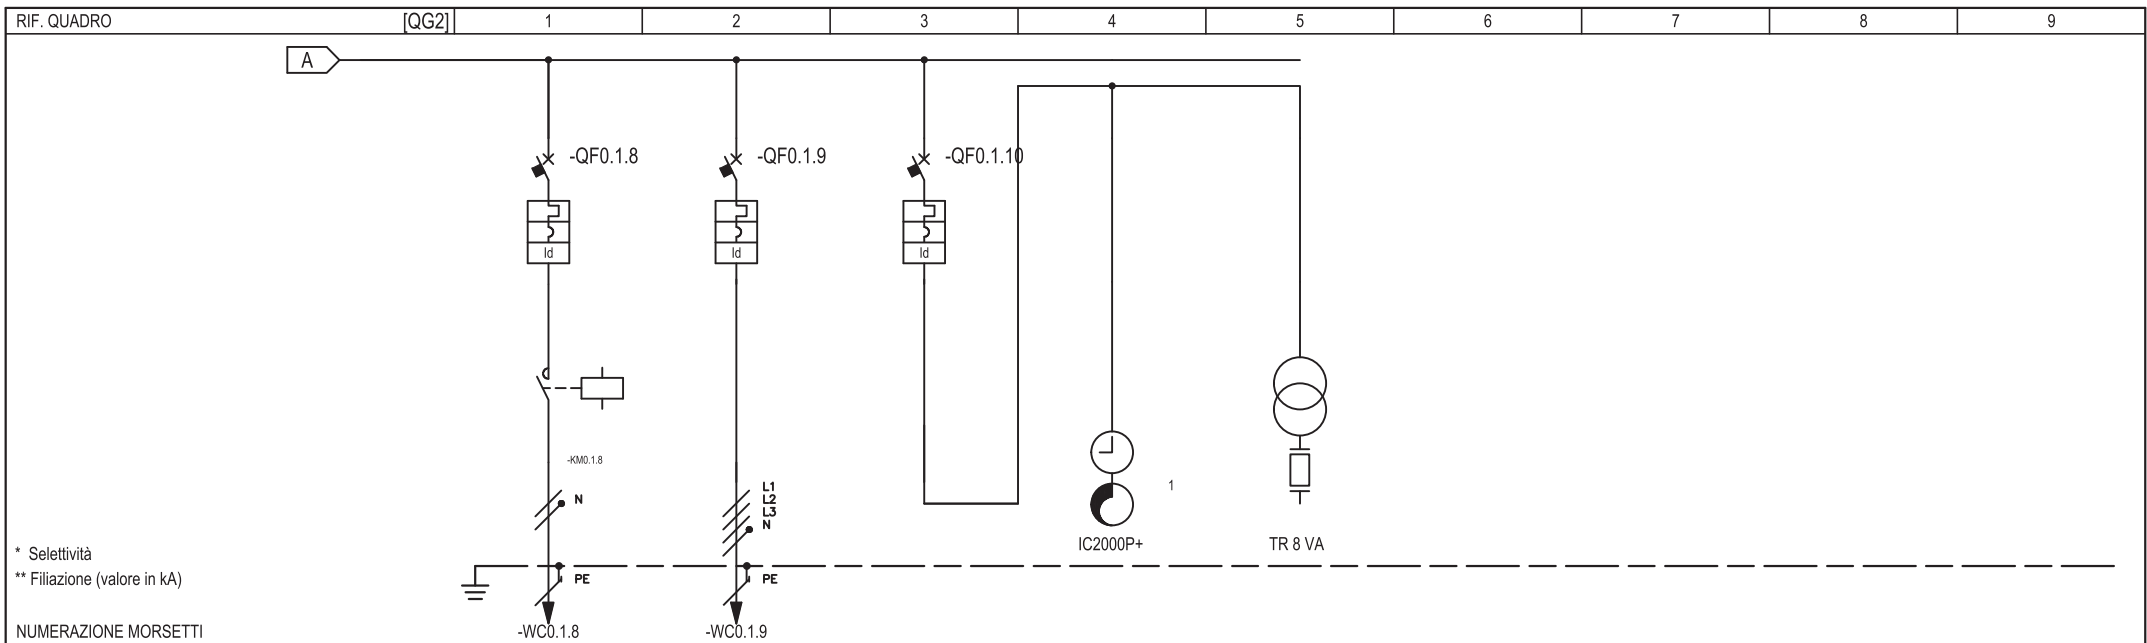 RIF. QUADRO [QG2] 1 2 3 4 5 6 7 8 9
A
-QF0.1.8 -QF0.1.9 -QF0.1.10
Id Id Id
-KM0.1.8
N
L1
L2
L3
N
1
IC2000P+ TR 8 VA
* Selettività
** Filiazione (valore in kA)
PE PE
NUMERAZIONE MORSETTI -WC0.1.8 -WC0.1.9